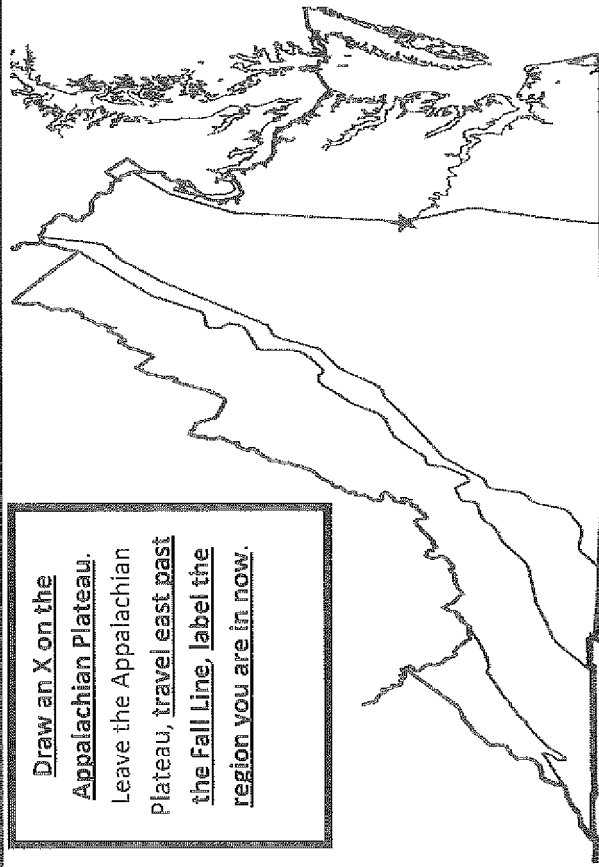 Draw an X on the
Appalachian Plateau.
Leave the Appalachian
Plateau, travel east past
the Fall Line, label the
region you are in now.